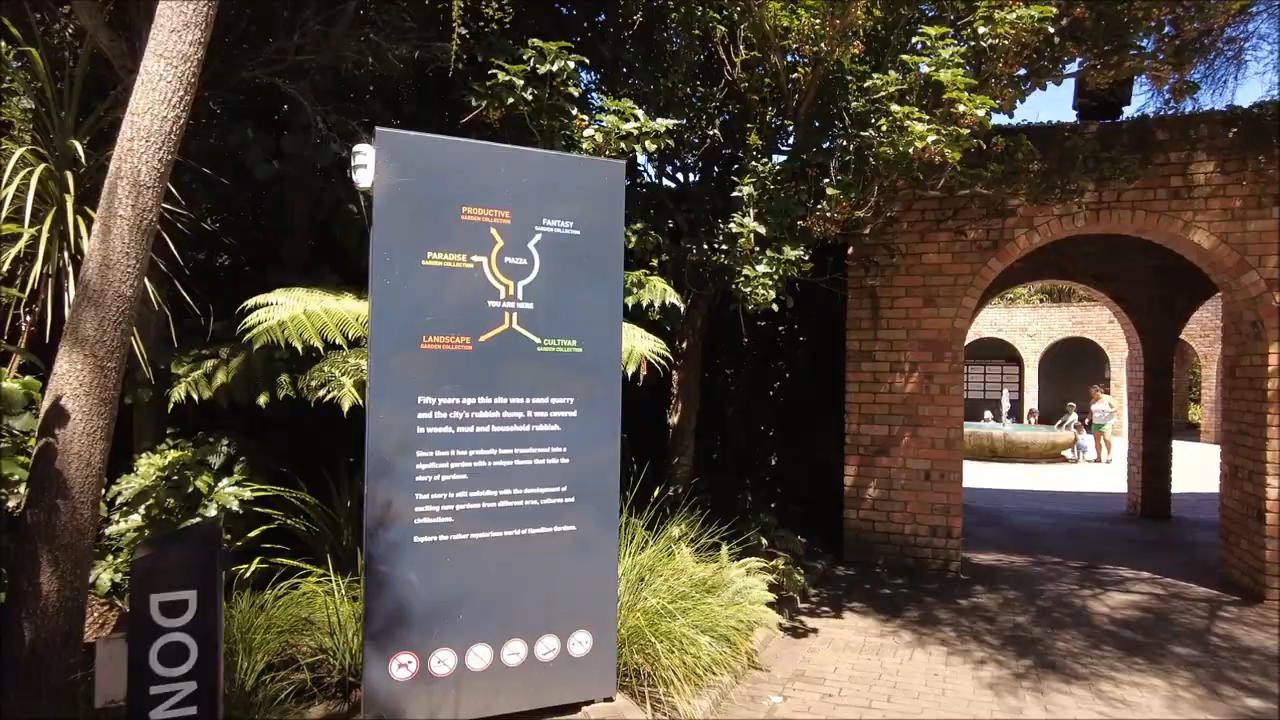 PRODUCTIVE
GARDEN COLLECTION
FANTASY
GARDEN COLLECTION
PARADISE
GARDEN COLLECTION
PIAZZA
YOU ARE HERE
LANDSCAPE
GARDEN COLLECTION
CULTIVAR
GARDEN COLLECTION
Fifty years ago this site was a sand quarry
and the city's rubbish dump. It was covered
in weeds, mud and household rubbish.
Since then it has gradually been transformed into a
significant garden with a unique theme that tells the
story of gardens.
That story is still unfolding with the development of
exciting new gardens from different eras, cultures and
civilisations.
Explore the rather mysterious world of Hamilton Gardens.
DON